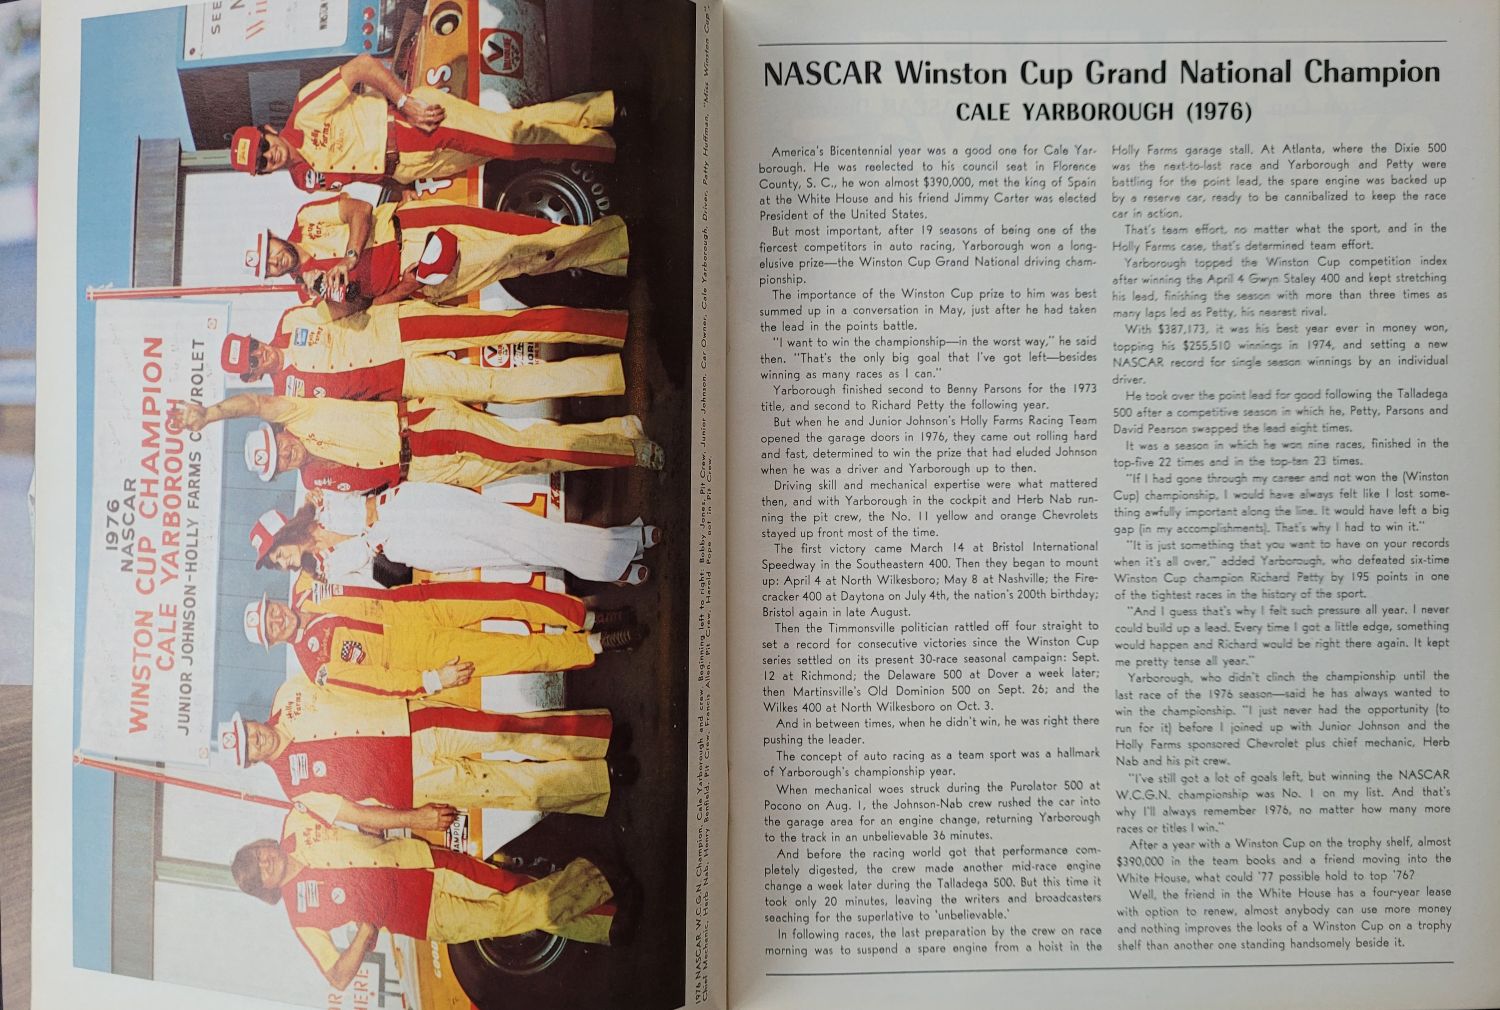 SEE
WINSTON
1976
NASCAR
WINSTON CUP CHAMPION
CALE YARBOROUGH
JUNIOR JOHNSON-HOLLY FARMS CHEVROLET
1976 NASCAR W.C.G.N. Champion, Cale Yarborough and crew. Beginning left to right: Bobby Jones, Pit Crew, Junior Johnson, Car Owner, Cale Yarborough, Driver, Patty Huffman, "Miss Winston Cup",
Chief Mechanic, Herb Nab, Henry Benfield, Pit Crew, Francis Allen, Pit Crew, Harold Pope not in Pit Crew.
NASCAR Winston Cup Grand National Champion
CALE YARBOROUGH (1976)
America's Bicentennial year was a good one for Cale Yar-
borough. He was reelected to his council seat in Florence
County, S. C., he won almost $390,000, met the king of Spain
at the White House and his friend Jimmy Carter was elected
President of the United States.
But most important, after 19 seasons of being one of the
fiercest competitors in auto racing, Yarborough won a long-
elusive prize—the Winston Cup Grand National driving cham-
pionship.
The importance of the Winston Cup prize to him was best
summed up in a conversation in May, just after he had taken
the lead in the points battle.
"I want to win the championship—in the worst way," he said
then. "That's the only big goal that I've got left—besides
winning as many races as I can."
Yarborough finished second to Benny Parsons for the 1973
title, and second to Richard Petty the following year.
But when he and Junior Johnson's Holly Farms Racing Team
opened the garage doors in 1976, they came out rolling hard
and fast, determined to win the prize that had eluded Johnson
when he was a driver and Yarborough up to then.
Driving skill and mechanical expertise were what mattered
then, and with Yarborough in the cockpit and Herb Nab run-
ning the pit crew, the No. 11 yellow and orange Chevrolets
stayed up front most of the time.
The first victory came March 14 at Bristol International
Speedway in the Southeastern 400. Then they began to mount
up: April 4 at North Wilkesboro; May 8 at Nashville; the Fire-
cracker 400 at Daytona on July 4th, the nation's 200th birthday;
Bristol again in late August.
Then the Timmonsville politician rattled off four straight to
set a record for consecutive victories since the Winston Cup
series settled on its present 30-race seasonal campaign: Sept.
12 at Richmond; the Delaware 500 at Dover a week later;
then Martinsville's Old Dominion 500 on Sept. 26; and the
Wilkes 400 at North Wilkesboro on Oct. 3.
And in between times, when he didn't win, he was right there
pushing the leader.
The concept of auto racing as a team sport was a hallmark
of Yarborough's championship year.
When mechanical woes struck during the Purolator 500 at
Pocono on Aug. 1, the Johnson-Nab crew rushed the car into
the garage area for an engine change, returning Yarborough
to the track in an unbelievable 36 minutes.
And before the racing world got that performance com-
pletely digested, the crew made another mid-race engine
change a week later during the Talladega 500. But this time it
took only 20 minutes, leaving the writers and broadcasters
seaching for the superlative to 'unbelievable.'
In following races, the last preparation by the crew on race
morning was to suspend a spare engine from a hoist in the
Holly Farms garage stall. At Atlanta, where the Dixie 500
was the next-to-last race and Yarborough and Petty were
battling for the point lead, the spare engine was backed up
by a reserve car, ready to be cannibalized to keep the race
car in action.
That's team effort, no matter what the sport, and in the
Holly Farms case, that's determined team effort.
Yarborough topped the Winston Cup competition index
after winning the April 4 Gwyn Staley 400 and kept stretching
his lead, finishing the season with more than three times as
many laps led as Petty, his nearest rival.
With $387,173, it was his best year ever in money won,
topping his $255,510 winnings in 1974, and setting a new
NASCAR record for single season winnings by an individual
driver.
He took over the point lead for good following the Talladega
500 after a competitive season in which he, Petty, Parsons and
David Pearson swapped the lead eight times.
It was a season in which he won nine races, finished in the
top-five 22 times and in the top-ten 23 times.
"If I had gone through my career and not won the (Winston
Cup) championship, I would have always felt like I lost some-
thing awfully important along the line. It would have left a big
gap (in my accomplishments). That's why I had to win it."
"It is just something that you want to have on your records
when it's all over," added Yarborough, who defeated six-time
Winston Cup champion Richard Petty by 195 points in one
of the tightest races in the history of the sport.
"And I guess that's why I felt such pressure all year. I never
could build up a lead. Every time I got a little edge, something
would happen and Richard would be right there again. It kept
me pretty tense all year."
Yarborough, who didn't clinch the championship until the
last race of the 1976 season—said he has always wanted to
win the championship. "I just never had the opportunity (to
run for it) before I joined up with Junior Johnson and the
Holly Farms sponsored Chevrolet plus chief mechanic, Herb
Nab and his pit crew.
"I've still got a lot of goals left, but winning the NASCAR
W.C.G.N. championship was No. 1 on my list. And that's
why I'll always remember 1976, no matter how many more
races or titles I win."
After a year with a Winston Cup on the trophy shelf, almost
$390,000 in the team books and a friend moving into the
White House, what could '77 possible hold to top '76?
Well, the friend in the White House has a four-year lease
with option to renew, almost anybody can use more money
and nothing improves the looks of a Winston Cup on a trophy
shelf than another one standing handsomely beside it.